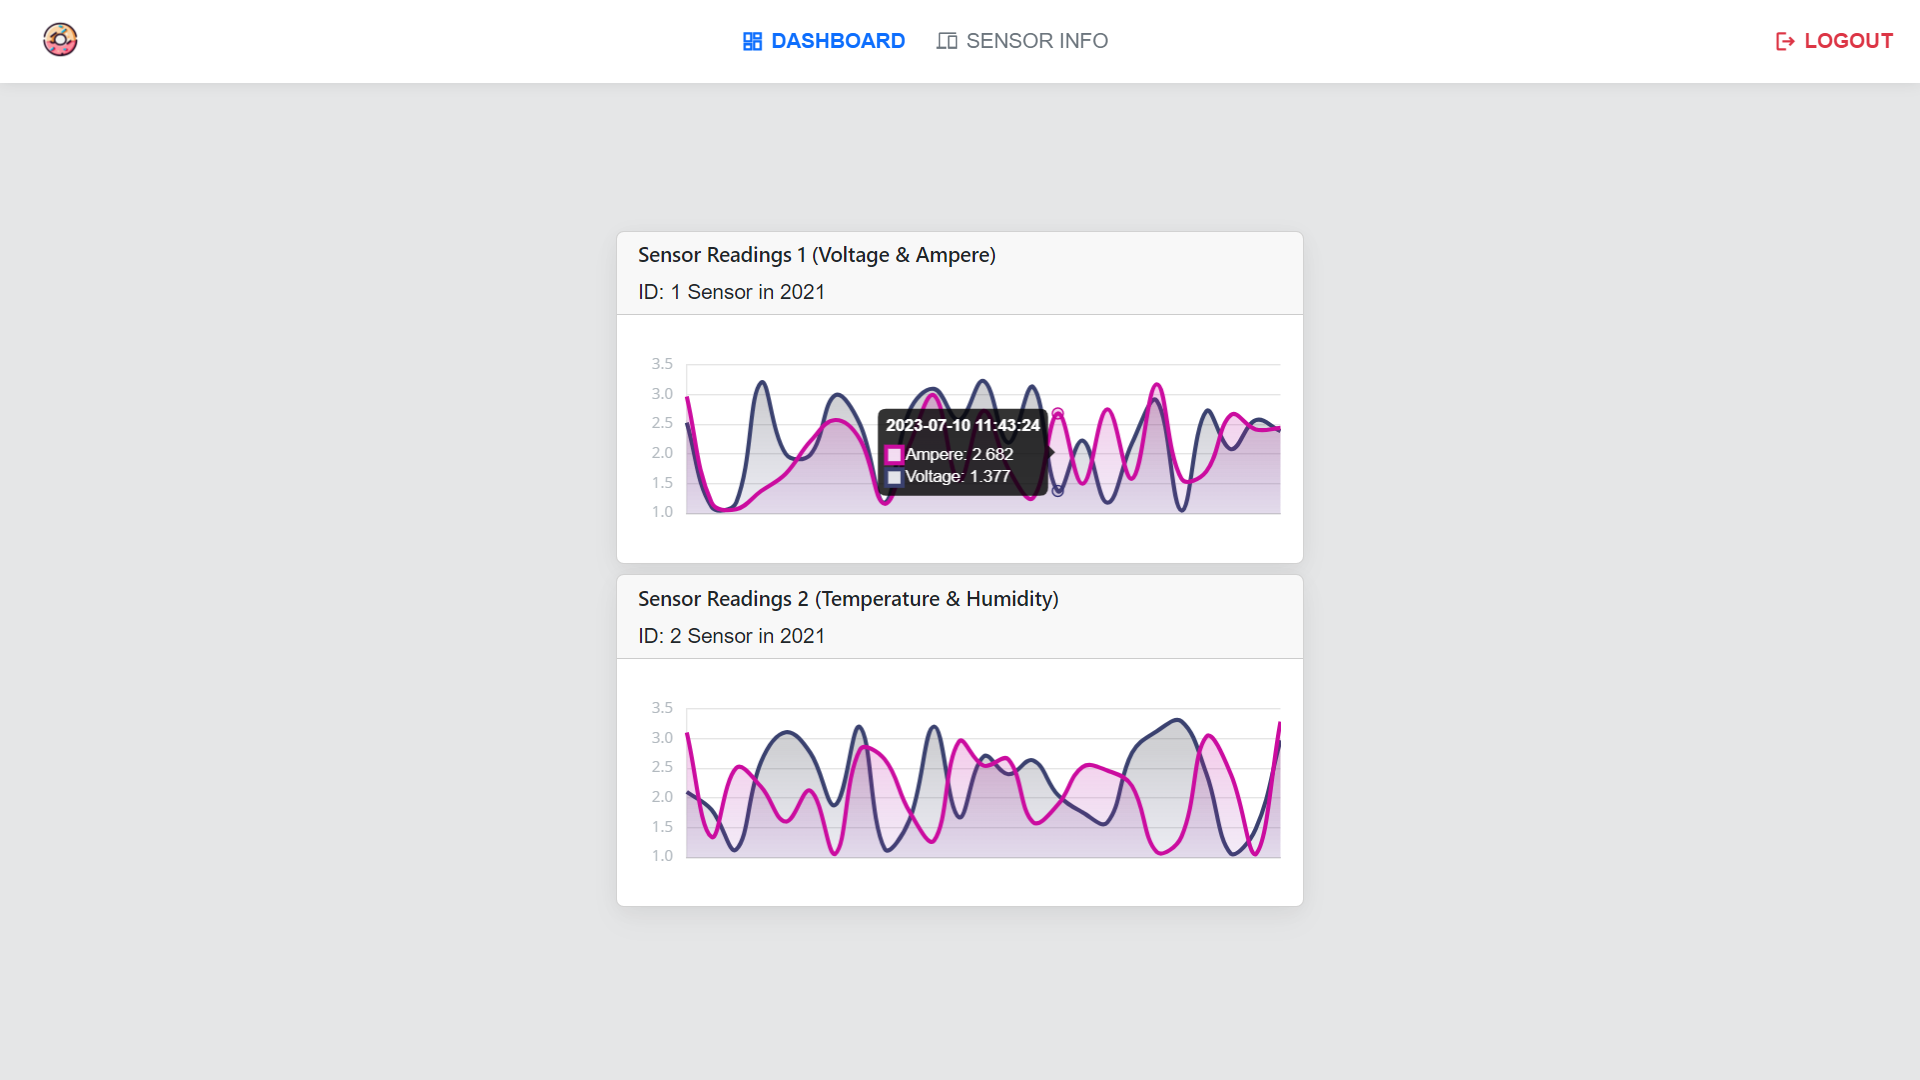 DASHBOARD
SENSOR INFO
LOGOUT
Sensor Readings 1 (Voltage & Ampere)
ID: 1 Sensor in 2021
3.5
3.0
2.5
2.0
1.5
1.0
2023-07-10 11:43:24
Ampere: 2.682
Voltage: 1.377
Sensor Readings 2 (Temperature & Humidity)
ID: 2 Sensor in 2021
3.5
3.0
2.5
2.0
1.5
1.0